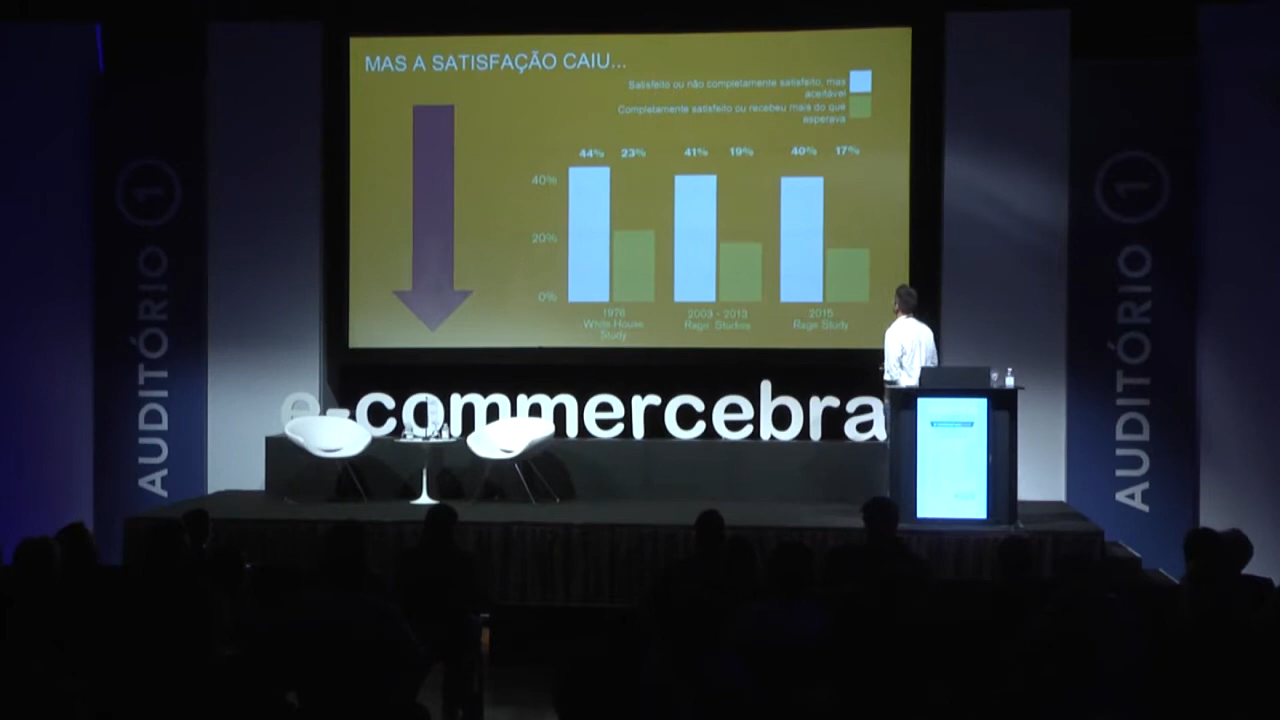 MAS A SATISFAÇÃO CAIU...
Satisfeito ou não completamente satisfeito, mas
aceitável
Completamente satisfeito ou recebeu mais do que
esperava
44% 23% 41% 19% 40% 17%
40%
20%
0%
1976
White House
Study
2003 - 2013
Rage Studies
2015
Rage Study
e-commercebra
AUDITÓRIO 1
AUDITÓRIO 1